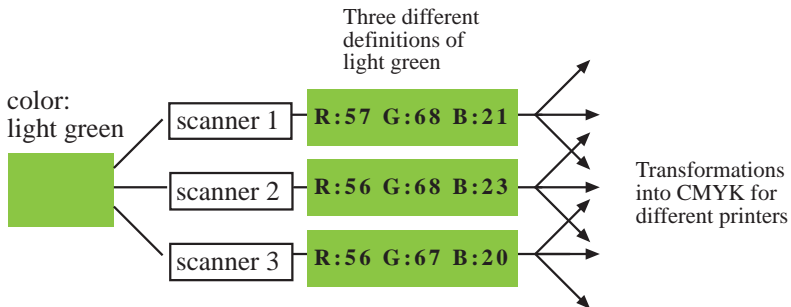 Three different
definitions of
light green
color:
light green
scanner 1
R:57 G:68 B:21
scanner 2
R:56 G:68 B:23
scanner 3
R:56 G:67 B:20
Transformations
into CMYK for
different printers